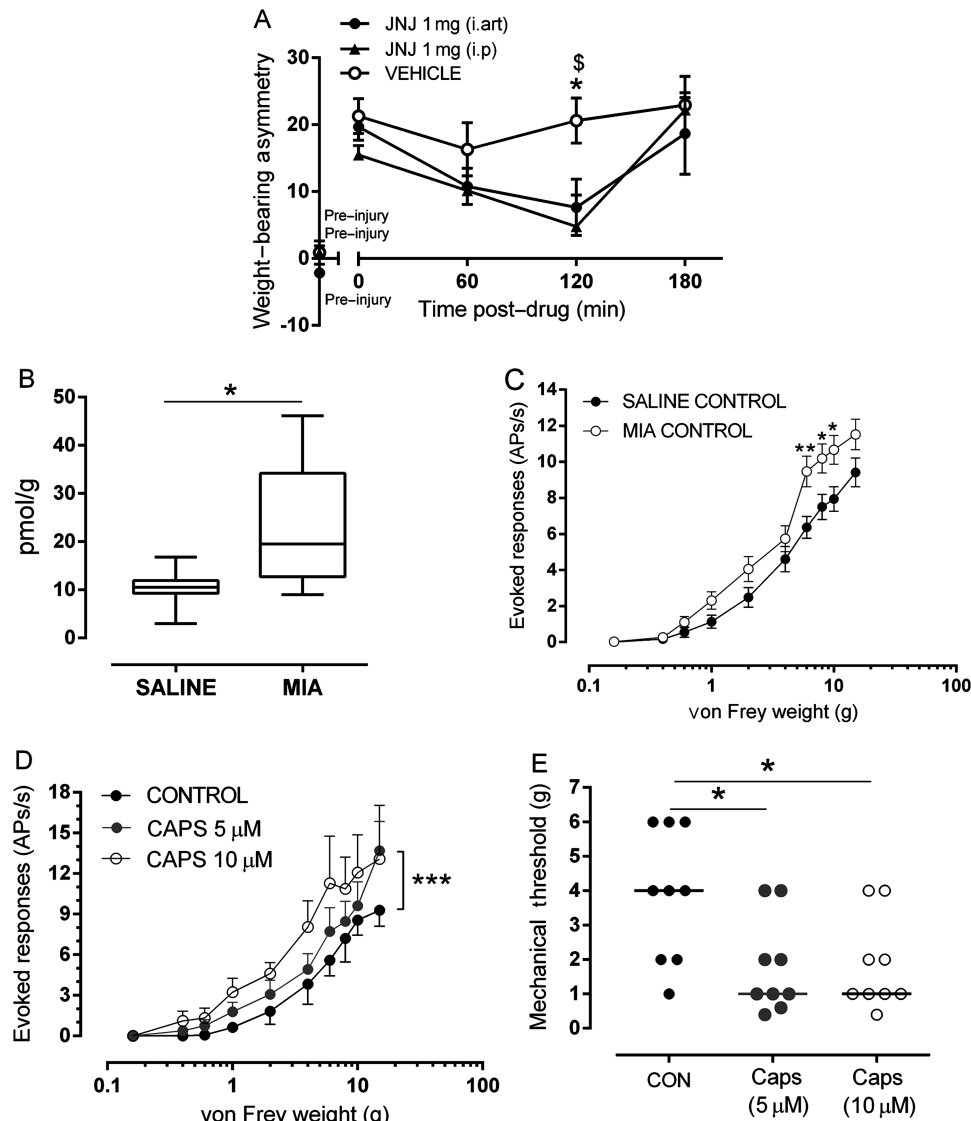 A
JNJ 1 mg (i.art)
JNJ 1 mg (i.p)
VEHICLE
Weight−bearing asymmetry
30
20
10
0
-10
$
*
Pre−injury
Pre−injury
Pre−injury
0 60 120 180
Time post−drug (min)
B
pmol/g
50
40
30
20
10
0
*
SALINE MIA
C
Evoked responses (APs/s)
14
12
10
8
6
4
2
0
SALINE CONTROL
MIA CONTROL
** * *
0.1 1 10 100
von Frey weight (g)
D
Evoked responses (APs/s)
18
15
12
9
6
3
0
CONTROL
CAPS 5 μM
CAPS 10 μM
***
0.1 1 10 100
von Frey weight (g)
E
Mechanical threshold (g)
7
6
5
4
3
2
1
0
*
*
CON Caps Caps
(5 μM) (10 μM)